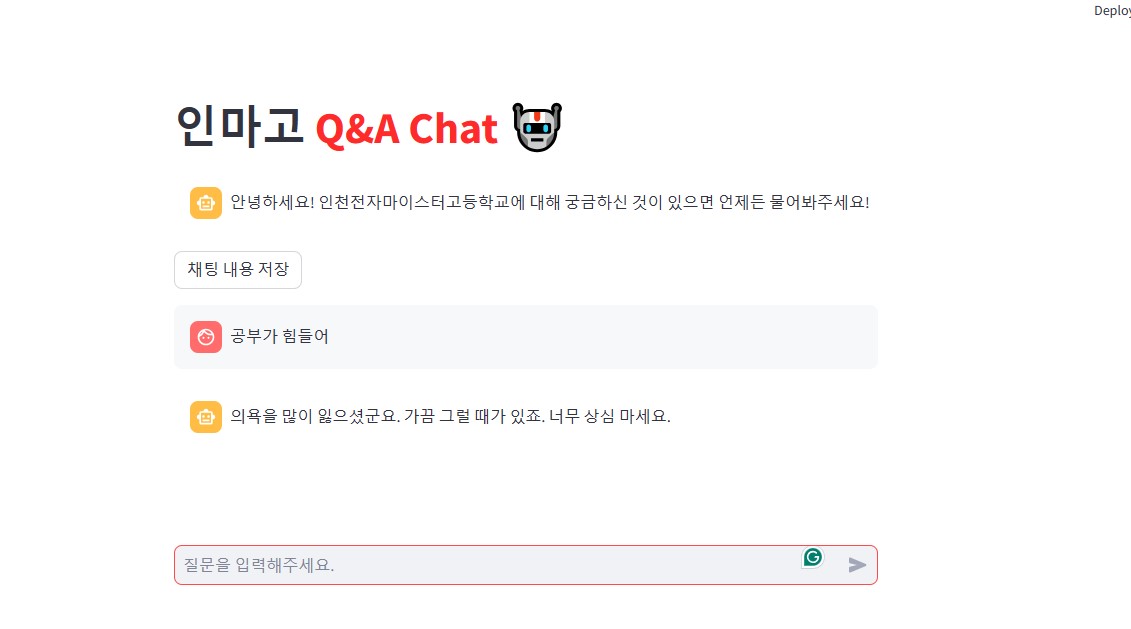 Deploy
인마고 Q&A Chat
안녕하세요! 인천전자마이스터고등학교에 대해 궁금하신 것이 있으면 언제든 물어봐주세요!
채팅 내용 저장
공부가 힘들어
의욕을 많이 잃으셨군요. 가끔 그럴 때가 있죠. 너무 상심 마세요.
질문을 입력해주세요.